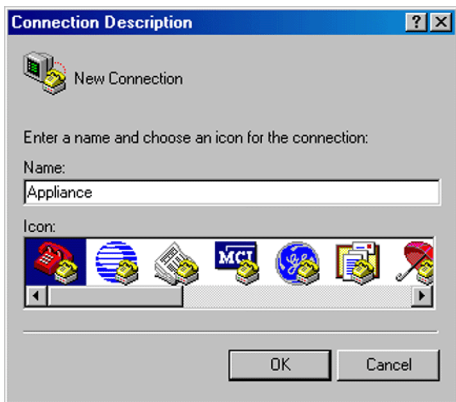 Connection Description
New Connection
Enter a name and choose an icon for the connection:
Name:
Appliance
Icon:
MCI
OK
Cancel